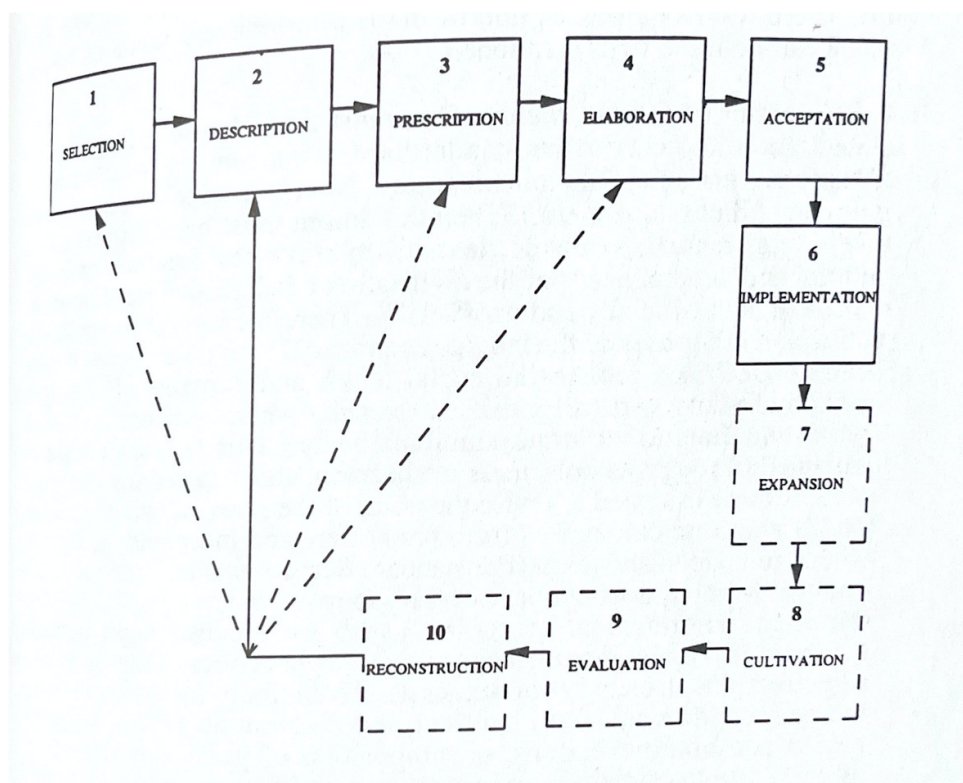 1
SELECTION
2
DESCRIPTION
3
PRESCRIPTION
4
ELABORATION
5
ACCEPTATION
6
IMPLEMENTATION
7
EXPANSION
8
CULTIVATION
9
EVALUATION
10
RECONSTRUCTION